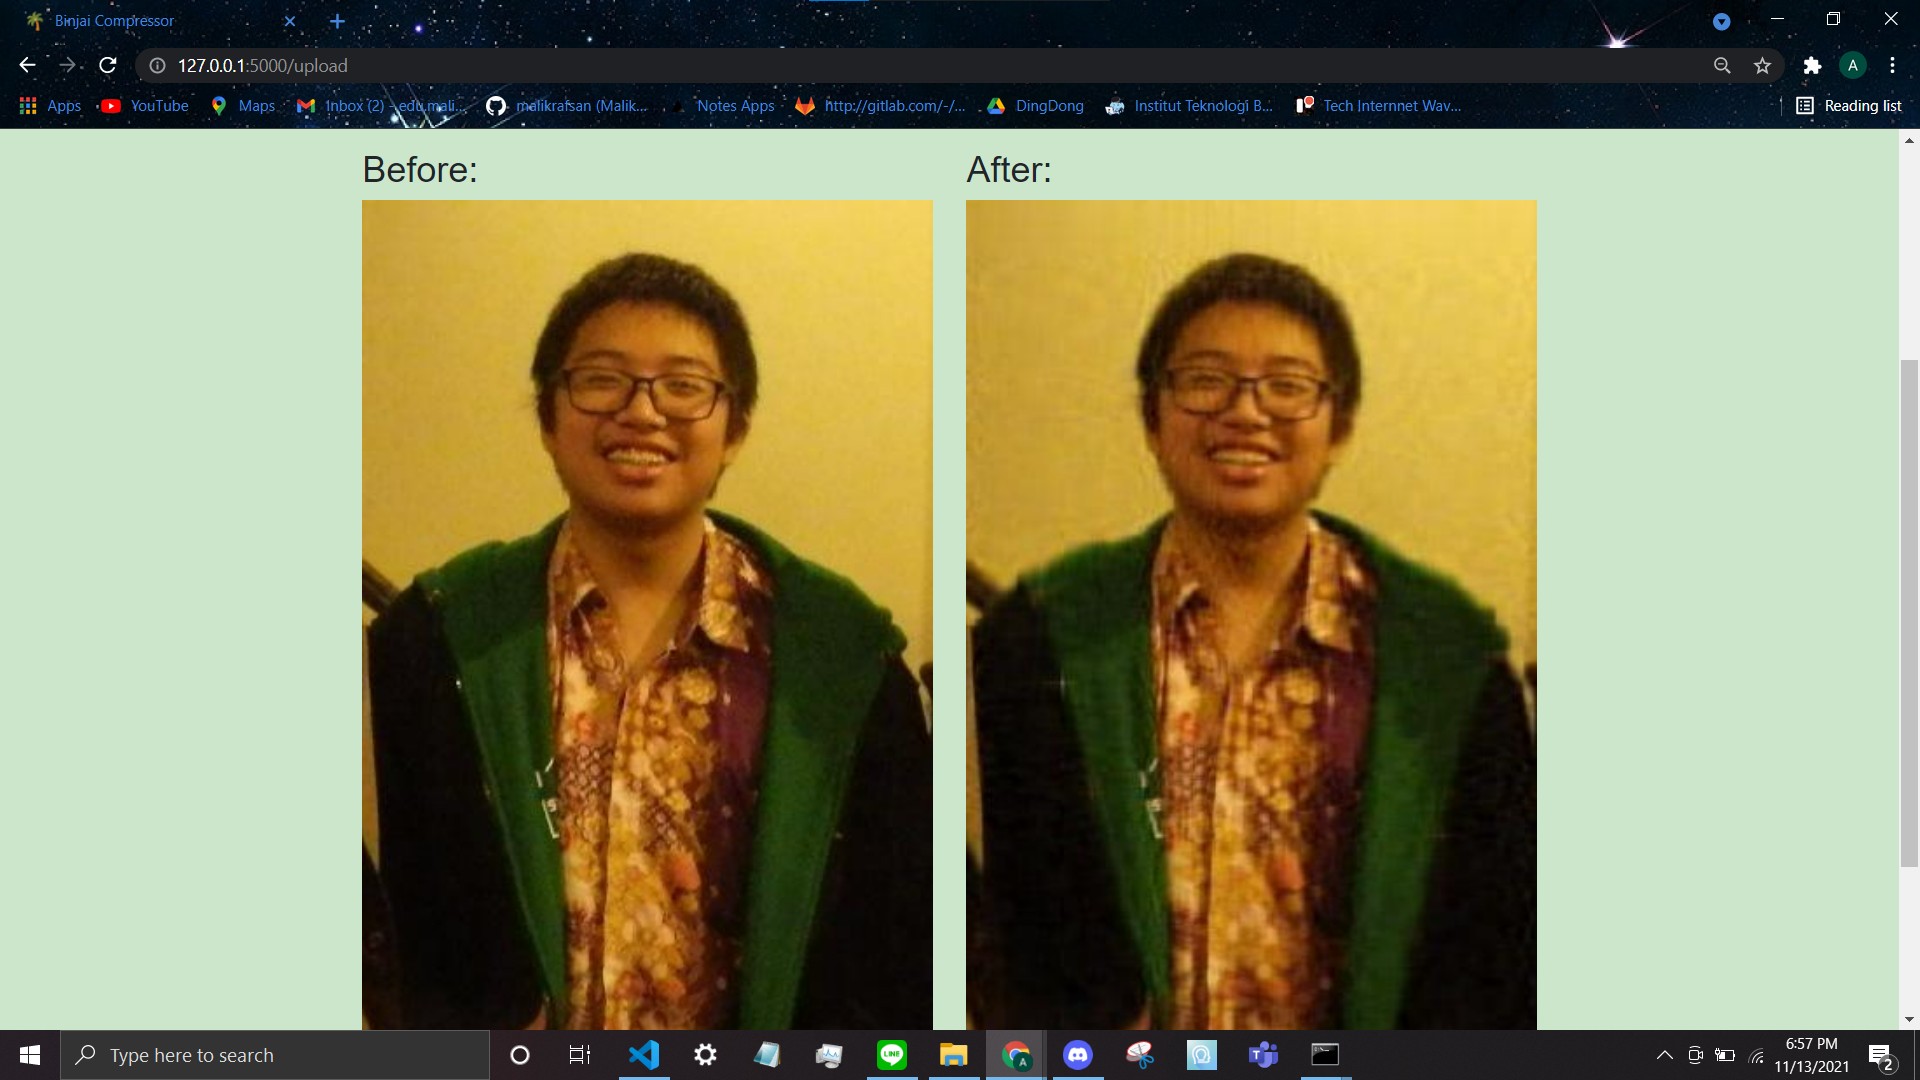 Binjai Compressor
127.0.0.1:5000/upload
Apps YouTube Maps Inbox (2) - edu.mali... malikrafsan (Malik... Notes Apps http://gitlab.com/-/... DingDong Institut Teknologi B... Tech Internnet Wav... Reading list
Before: After:
Type here to search
LINE
6:57 PM
11/13/2021
2